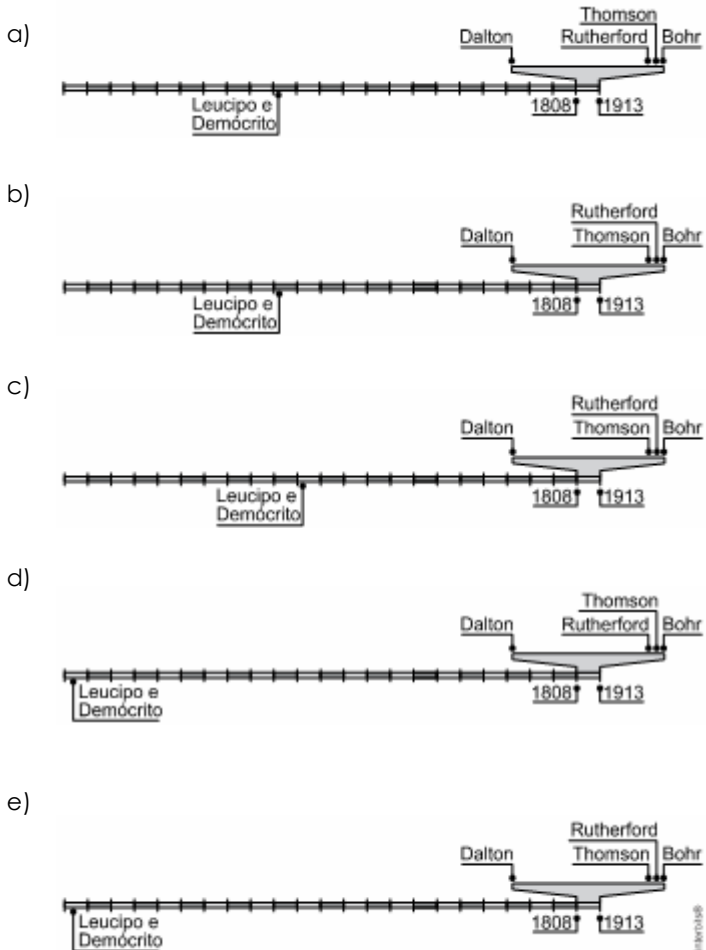 a)
Thomson
Dalton Rutherford Bohr
Leucipo e
Demócrito
1808 1913
b)
Rutherford
Dalton Thomson Bohr
Leucipo e
Demócrito
1808 1913
c)
Rutherford
Dalton Thomson Bohr
Leucipo e
Demócrito
1808 1913
d)
Thomson
Dalton Rutherford Bohr
Leucipo e
Demócrito
1808 1913
e)
Rutherford
Dalton Thomson Bohr
Leucipo e
Demócrito
1808 1913